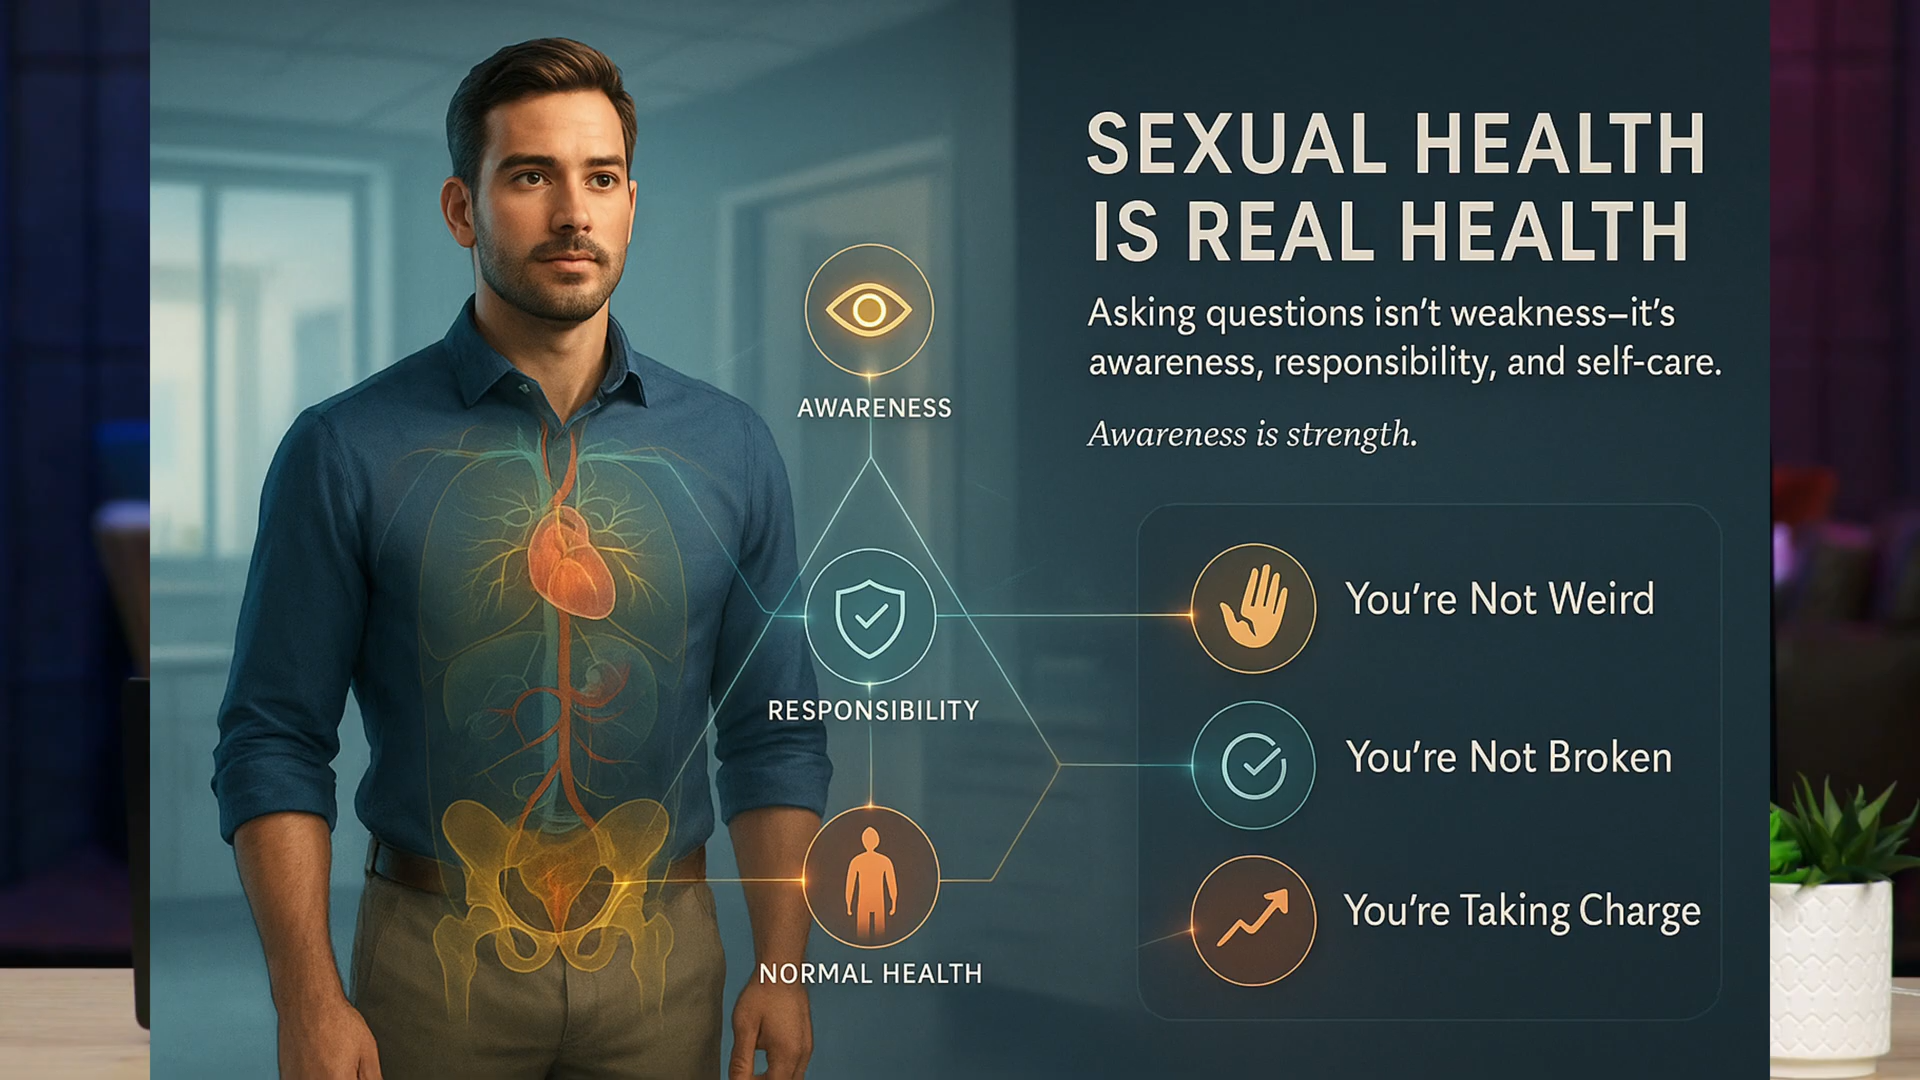 SEXUAL HEALTH
IS REAL HEALTH
Asking questions isn't weakness–it's
awareness, responsibility, and self-care.
Awareness is strength.
AWARENESS
RESPONSIBILITY
NORMAL HEALTH
You're Not Weird
You're Not Broken
You're Taking Charge